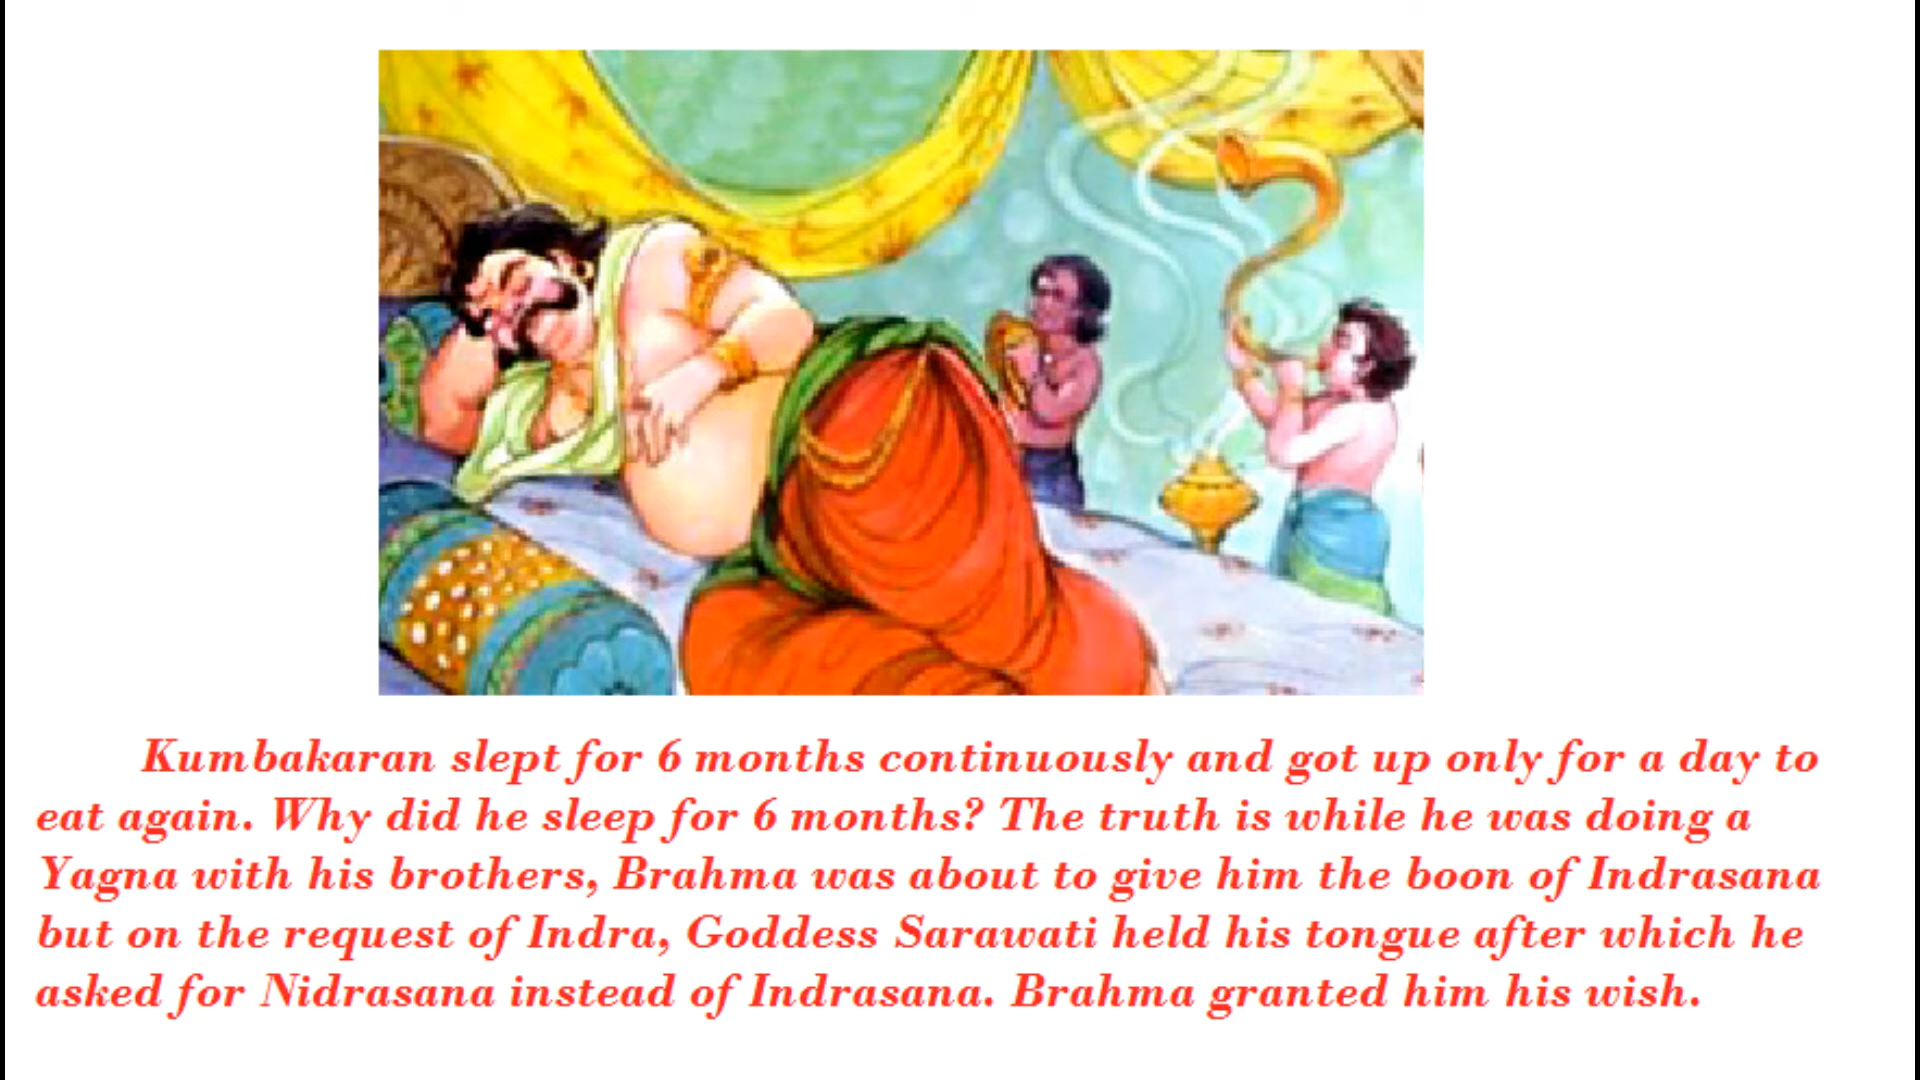 Kumbakaran slept for 6 months continuously and got up only for a day to
eat again. Why did he sleep for 6 months? The truth is while he was doing a
Yagna with his brothers, Brahma was about to give him the boon of Indrasana
but on the request of Indra, Goddess Sarawati held his tongue after which he
asked for Nidrasana instead of Indrasana. Brahma granted him his wish.